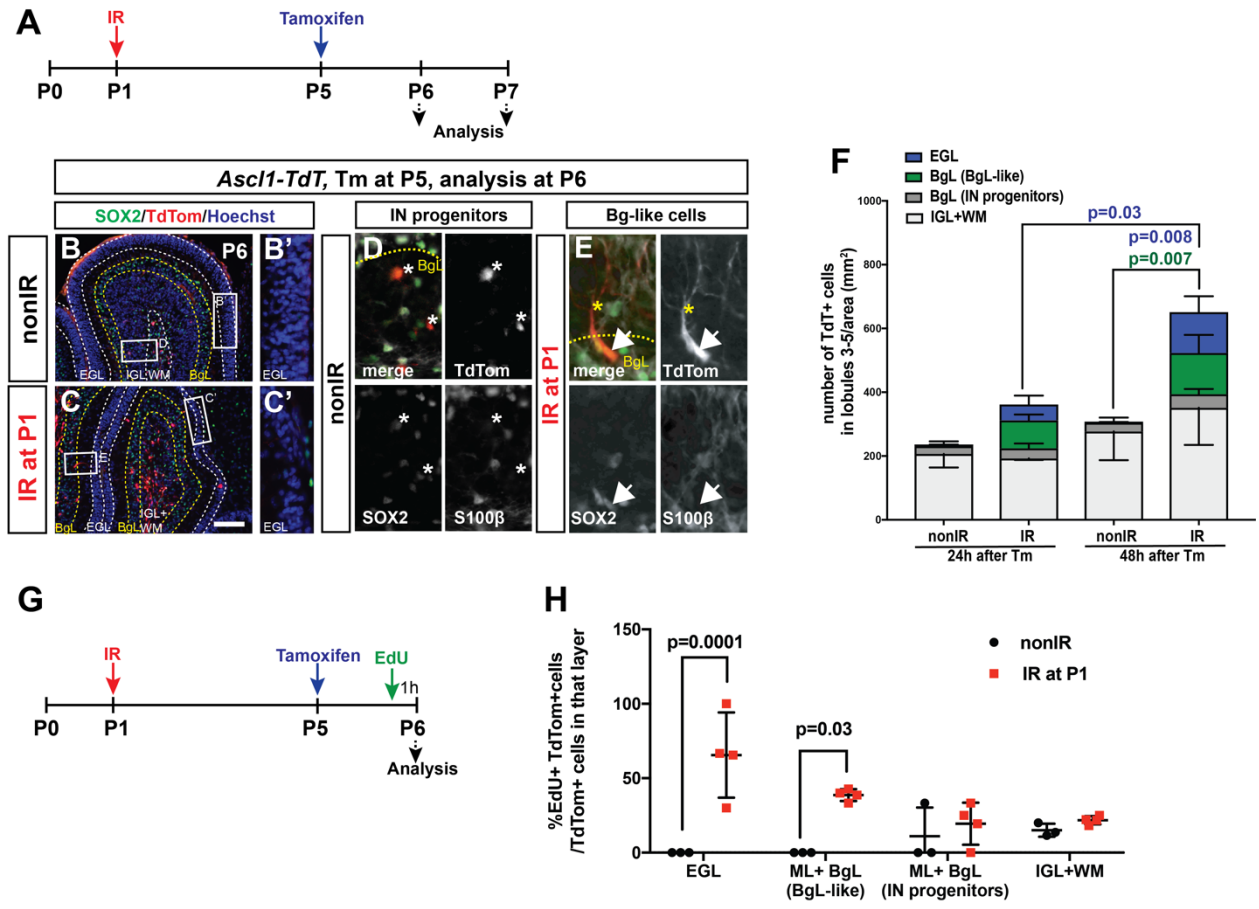 A
IR
Tamoxifen
P0
P1
P5
P6
P7
Analysis
Ascl1-TdT, Tm at P5, analysis at P6
SOX2/TdTom/Hoechst
IN progenitors
Bg-like cells
nonIR
B
P6
B'
D
EGL
IGL
WM
BgL
B'
EGL
IR at P1
C
C'
C'
E
BgL
EGL
BgL
IGL+
WM
EGL
nonIR
D
*
BgL
*
merge
*
*
TdTom
*
*
SOX2
*
*
S100β
IR at P1
E
*
BgL
merge
*
TdTom
SOX2
S100β
F
EGL
BgL (BgL-like)
BgL (IN progenitors)
IGL+WM
number of TdT+ cells
in lobules 3-5/area (mm²)
1000
800
600
400
200
0
p=0.03
p=0.008
p=0.007
nonIR
IR
nonIR
IR
24h after Tm
48h after Tm
G
IR
Tamoxifen
EdU
1h
P0
P1
P5
P6
Analysis
H
%EdU+ TdTom+cells
/TdTom+ cells in that layer
150
100
50
0
p=0.0001
p=0.03
nonIR
IR at P1
EGL
ML+ BgL
(BgL-like)
ML+ BgL
(IN progenitors)
IGL+WM